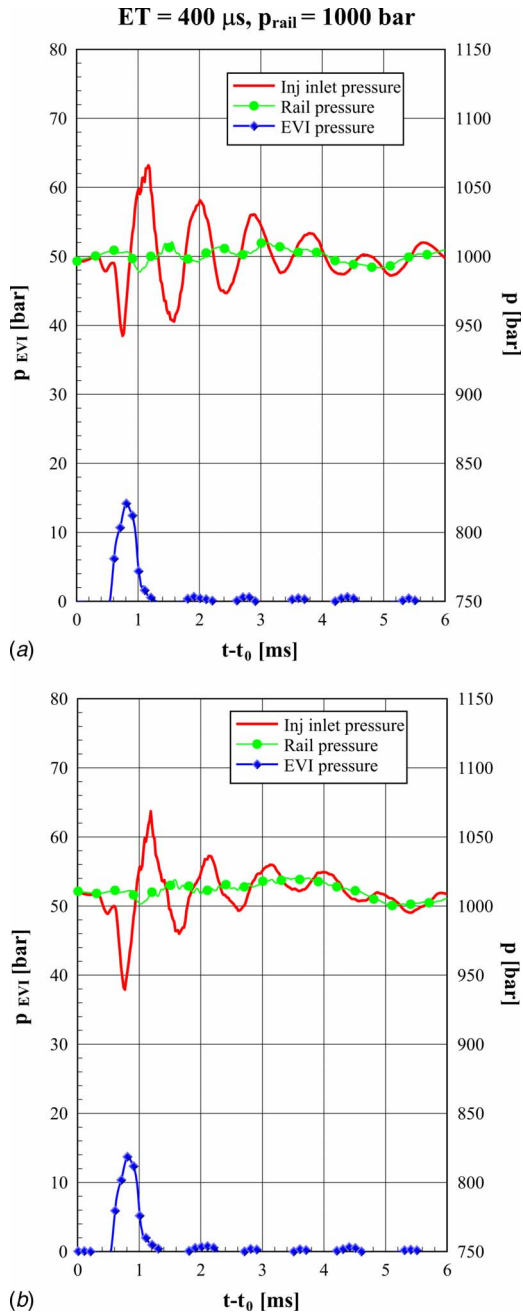 ET = 400 μs, p rail = 1000 bar
80 1150
Inj inlet pressure
Rail pressure
EVI pressure
70 1100
60 1050
50 1000
40 950
30 900
20 850
10 800
0 750
p EVI [bar]
p [bar]
0 1 2 3 4 5 6
(a) t-t0 [ms]
80 1150
Inj inlet pressure
Rail pressure
EVI pressure
70 1100
60 1050
50 1000
40 950
30 900
20 850
10 800
0 750
p EVI [bar]
p [bar]
0 1 2 3 4 5 6
(b) t-t0 [ms]